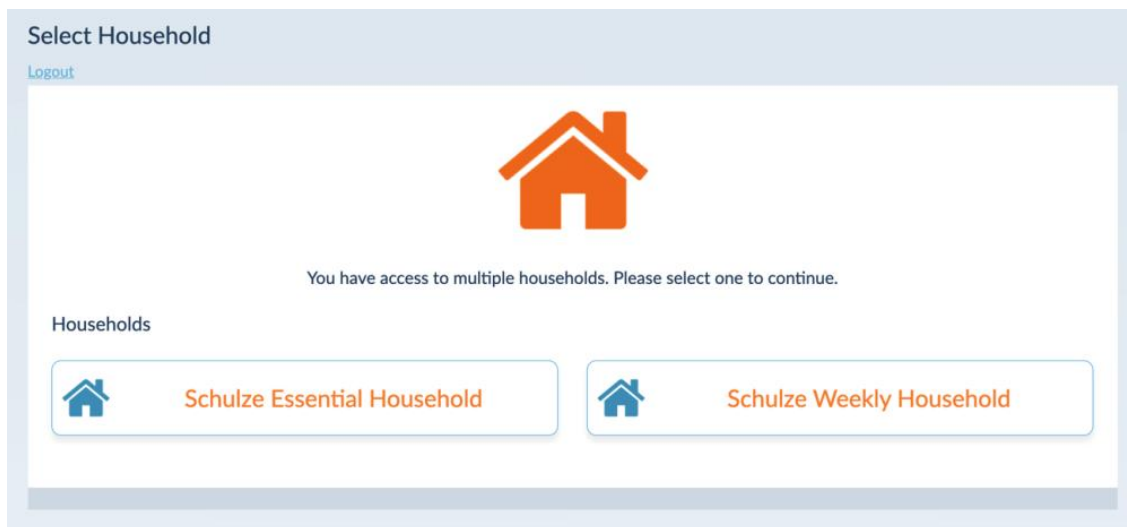 Select Household
Logout
You have access to multiple households. Please select one to continue.
Households
Schulze Essential Household
Schulze Weekly Household